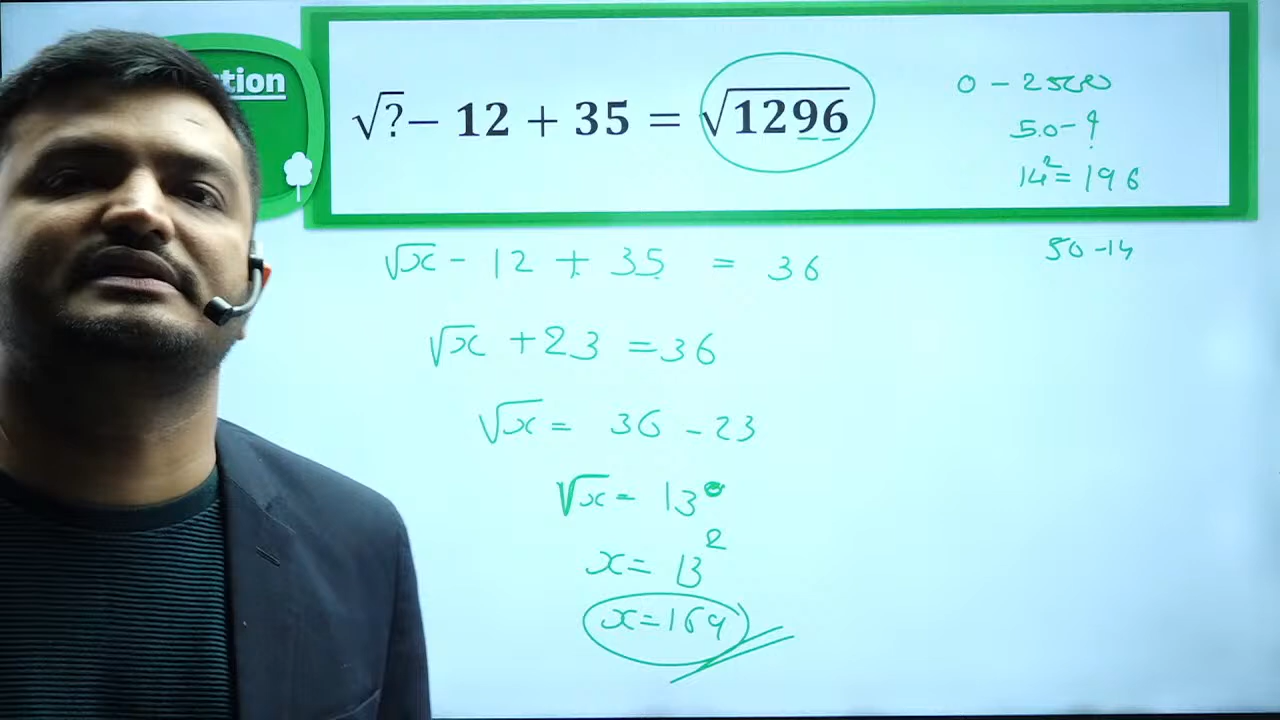 tion
√? − 12 + 35 = √1296
0 - 2500
50 - ?
14² = 196
50 - 14
√x - 12 + 35 = 36
√x + 23 = 36
√x = 36 - 23
√x = 13
x = 13²
x = 169